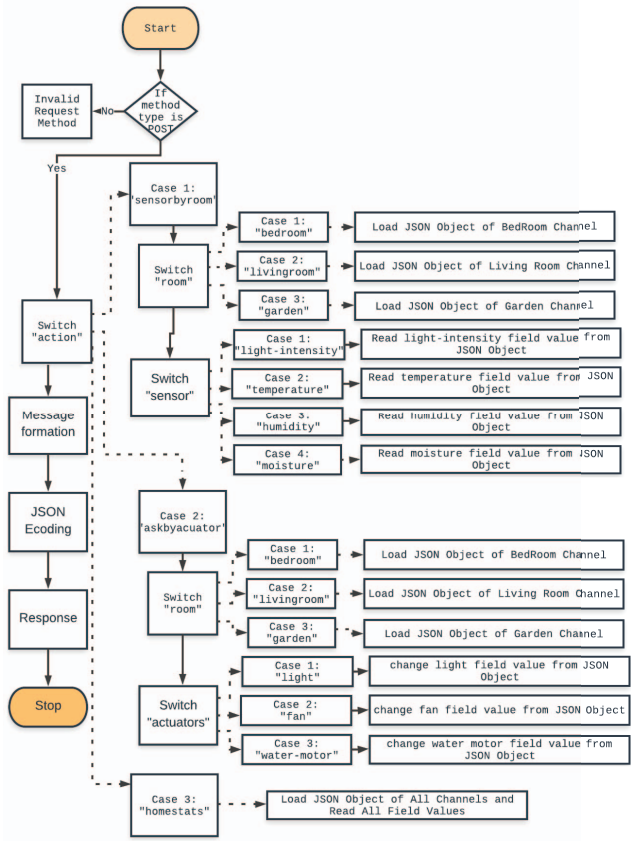 Start
If
method
type is
POST
No
Invalid
Request
Method
Yes
Case 1:
'sensorbyroom'
Switch
"room"
Case 1:
"bedroom"
Load JSON Object of BedRoom Channel
Case 2:
"livingroom"
Load JSON Object of Living Room Channel
Case 3:
"garden"
Load JSON Object of Garden Channel
Switch
"action"
Switch
"sensor"
Case 1:
"light-intensity"
Read light-intensity field value from
JSON Object
Case 2:
"temperature"
Read temperature field value from JSON
Object
Case 3:
"humidity"
Read humidity field value from JSON
Object
Case 4:
"moisture"
Read moisture field value from JSON
Object
Message
formation
JSON
Ecoding
Response
Stop
Case 2:
'askbyacuator'
Switch
"room"
Case 1:
"bedroom"
Load JSON Object of BedRoom Channel
Case 2:
"livingroom"
Load JSON Object of Living Room Channel
Case 3:
"garden"
Load JSON Object of Garden Channel
Switch
"actuators"
Case 1:
"light"
change light field value from JSON
Object
Case 2:
"fan"
change fan field value from JSON Object
Case 3:
"water-motor"
change water motor field value from
JSON Object
Case 3:
"homestats"
Load JSON Object of All Channels and
Read All Field Values